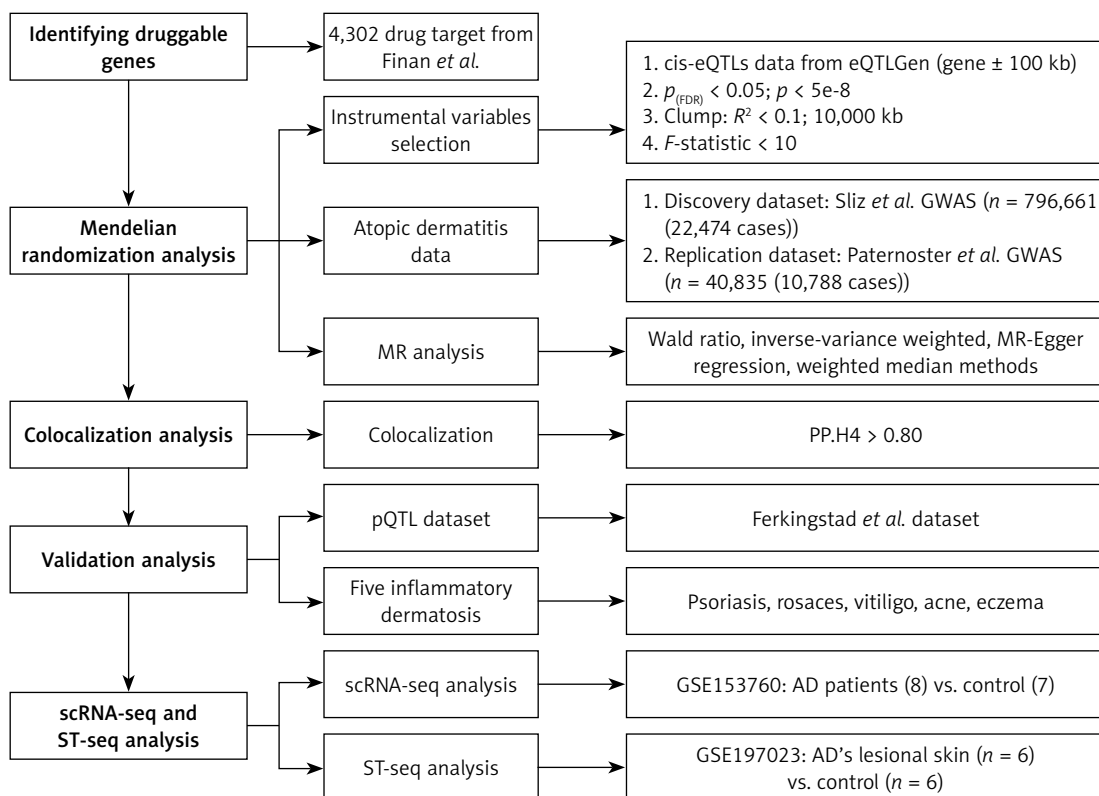 Identifying druggable
genes
4,302 drug target from
Finan et al.
Mendelian
randomization analysis
Instrumental variables
selection
1. cis-eQTLs data from eQTLGen (gene ± 100 kb)
2. p(FDR) < 0.05; p < 5e-8
3. Clump: R² < 0.1; 10,000 kb
4. F-statistic < 10
Atopic dermatitis
data
1. Discovery dataset: Sliz et al. GWAS (n = 796,661
(22,474 cases))
2. Replication dataset: Paternoster et al. GWAS
(n = 40,835 (10,788 cases))
MR analysis
Wald ratio, inverse-variance weighted, MR-Egger
regression, weighted median methods
Colocalization analysis
Colocalization
PP.H4 > 0.80
Validation analysis
pQTL dataset
Ferkingstad et al. dataset
Five inflammatory
dermatosis
Psoriasis, rosaces, vitiligo, acne, eczema
scRNA-seq and
ST-seq analysis
scRNA-seq analysis
GSE153760: AD patients (8) vs. control (7)
ST-seq analysis
GSE197023: AD's lesional skin (n = 6)
vs. control (n = 6)